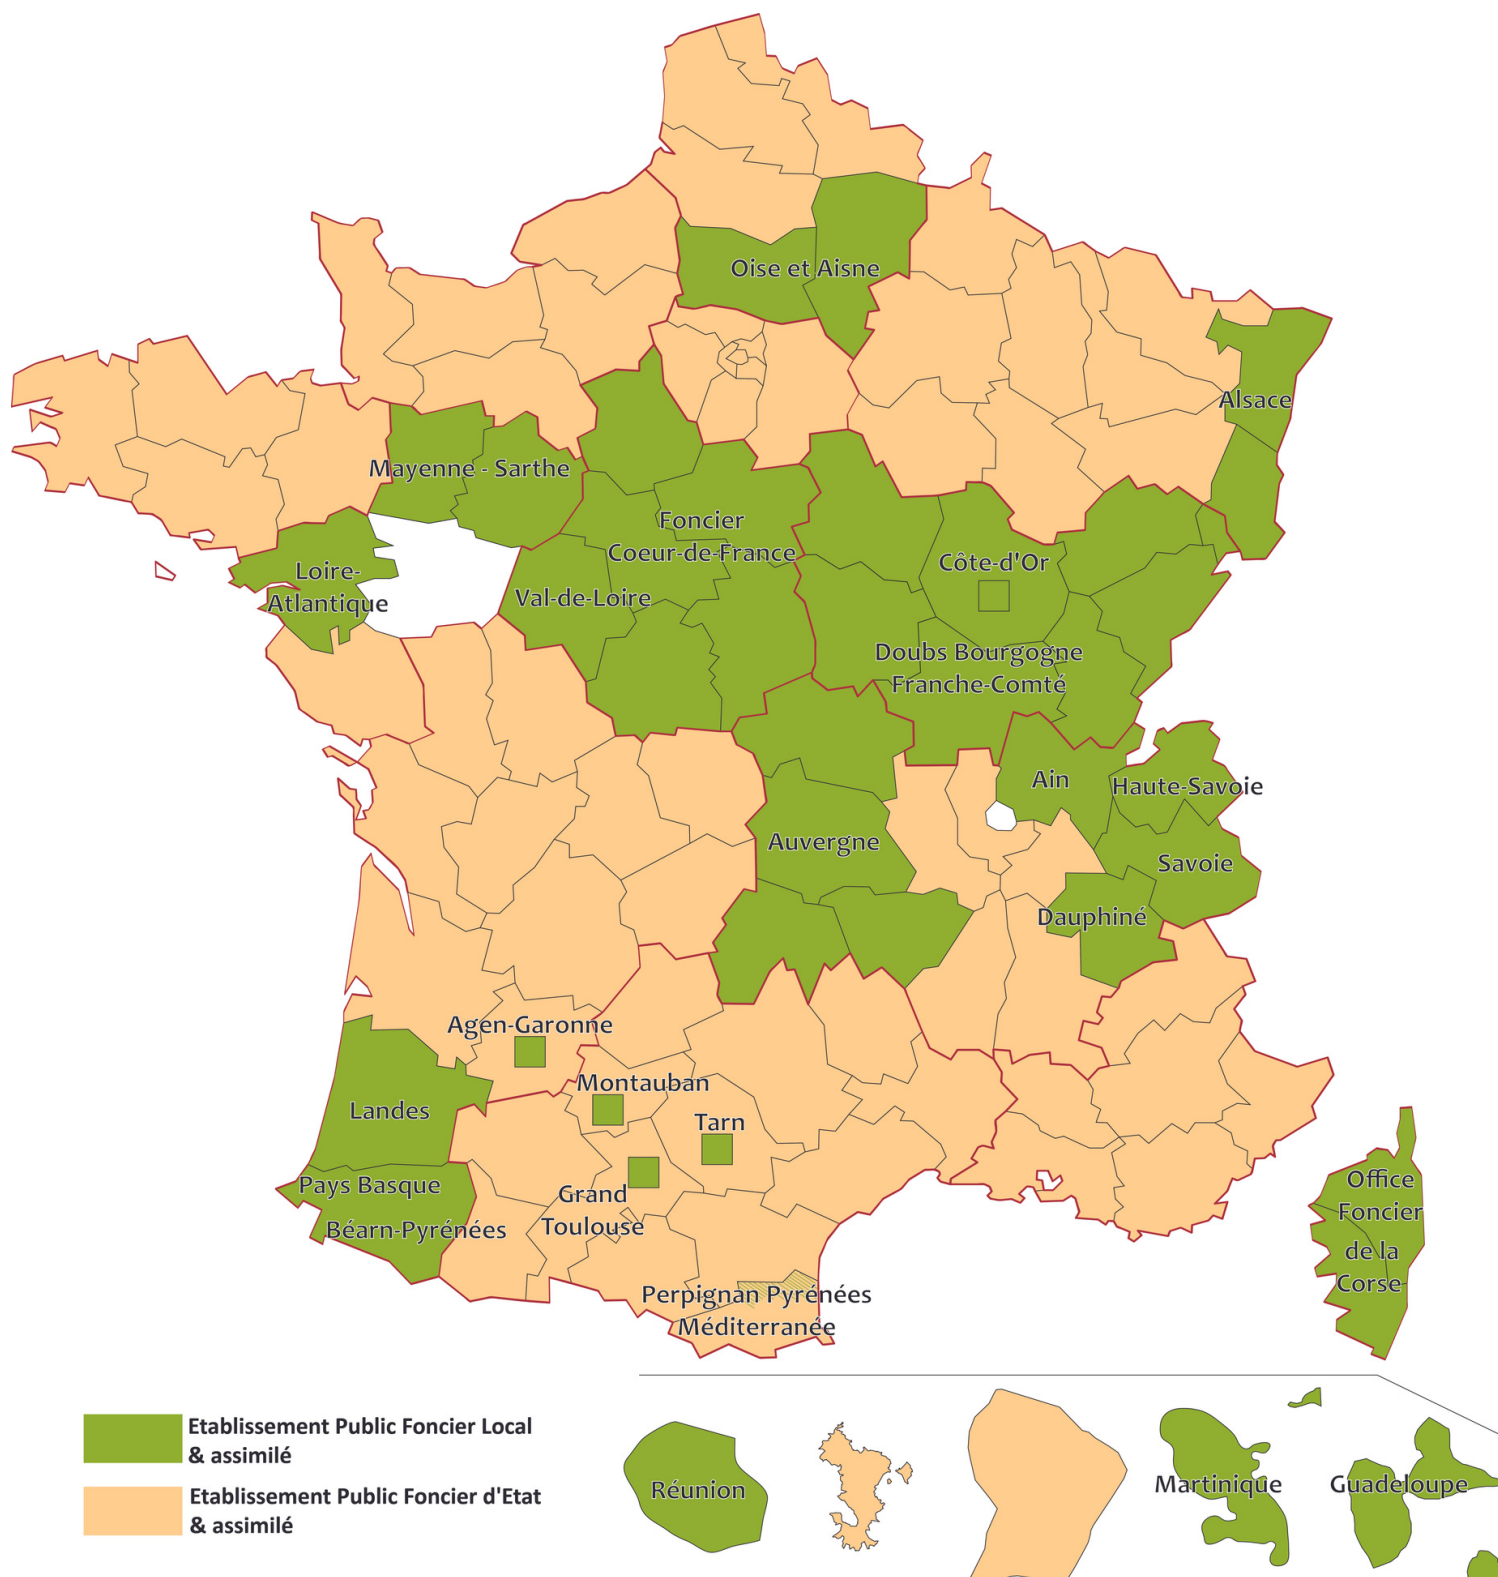 Oise et Aisne
Alsace
Mayenne - Sarthe
Foncier
Coeur-de-France
Côte-d'Or
Loire-
Atlantique
Val-de-Loire
Doubs Bourgogne
Franche-Comté
Ain
Haute-Savoie
Auvergne
Savoie
Dauphiné
Agen-Garonne
Montauban
Landes
Tarn
Pays Basque
Béarn-Pyrénées
Grand
Toulouse
Office
Foncier
de la
Corse
Perpignan Pyrénées
Méditerranée
Etablissement Public Foncier Local
& assimilé
Etablissement Public Foncier d'Etat
& assimilé
Réunion
Martinique
Guadeloupe